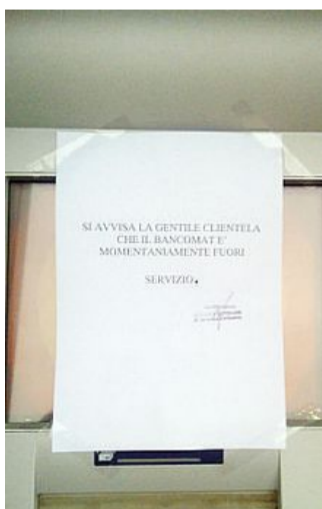 SI AVVISA LA GENTILE CLIENTELA
CHE IL BANCOMAT E'
MOMENTANIAMENTE FUORI
SERVIZIO.